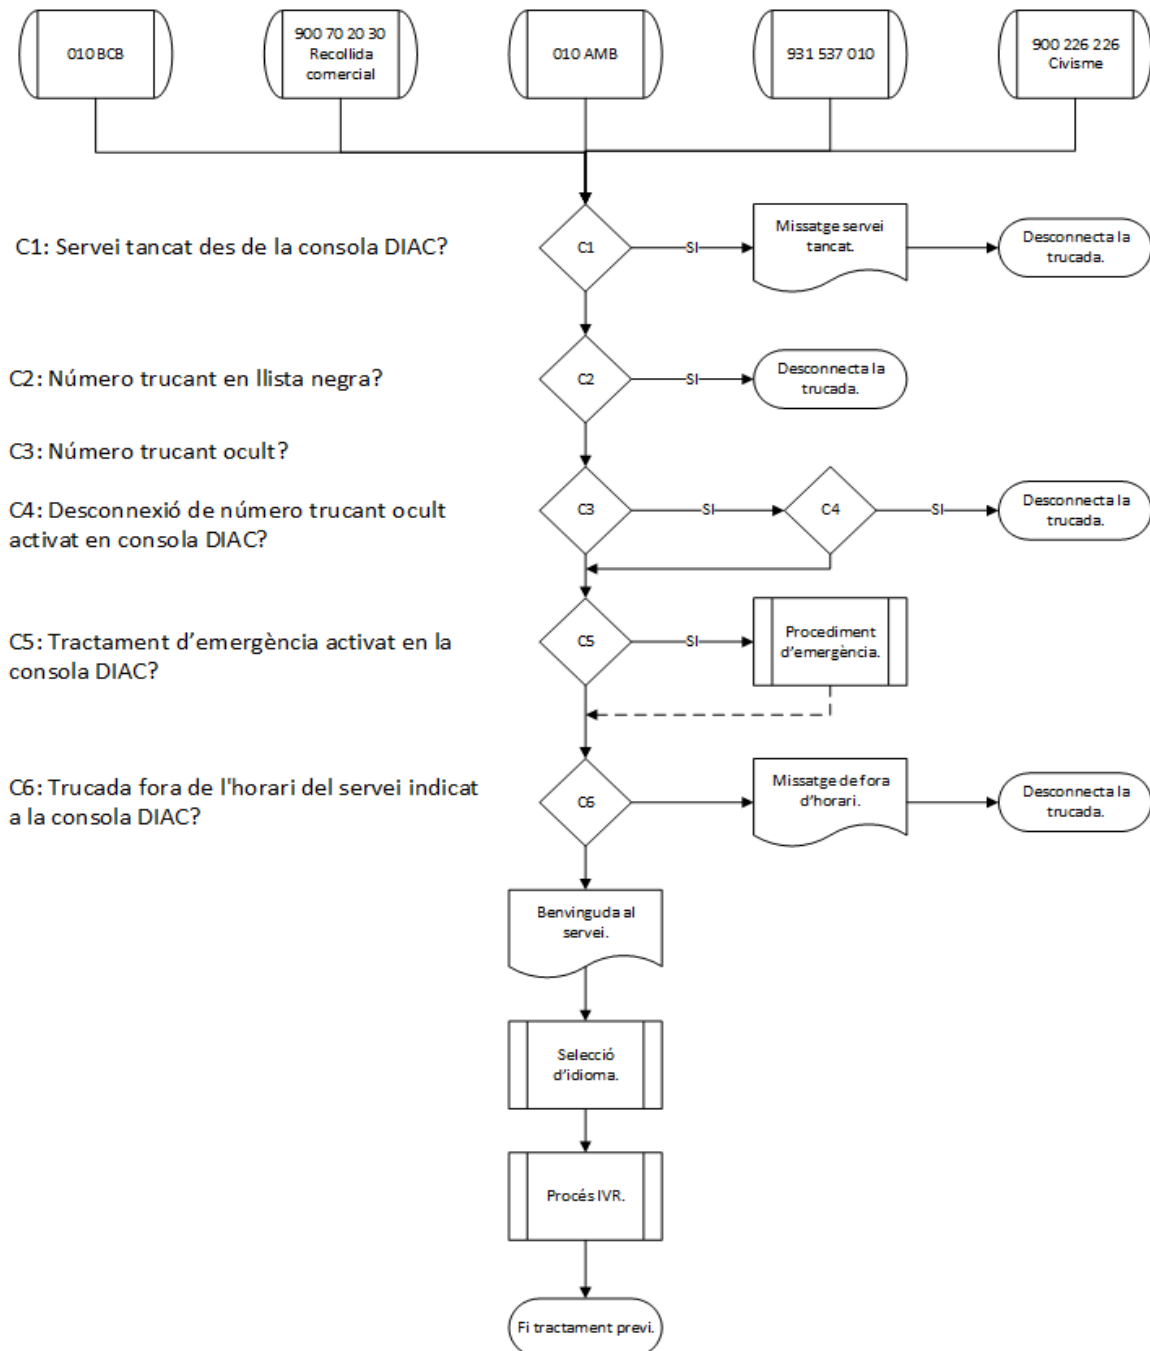 010 BCB
900 70 20 30
Recollida
comercial
010 AMB
931 537 010
900 226 226
Civisme
C1: Servei tancat des de la consola DIAC?
C1
SI
Missatge servei
tancat.
Desconnecta la
trucada.
C2: Número trucant en llista negra?
C2
SI
Desconnecta la
trucada.
C3: Número trucant ocult?
C4: Desconnexió de número trucant ocult
activat en consola DIAC?
C3
SI
C4
SI
Desconnecta la
trucada.
C5: Tractament d’emergència activat en la
consola DIAC?
C5
SI
Procediment
d’emergència.
C6: Trucada fora de l'horari del servei indicat
a la consola DIAC?
C6
Missatge de fora
d’horari.
Desconnecta la
trucada.
Benvinguda al
servei.
Selecció
d’idioma.
Procés IVR.
Fi tractament previ.